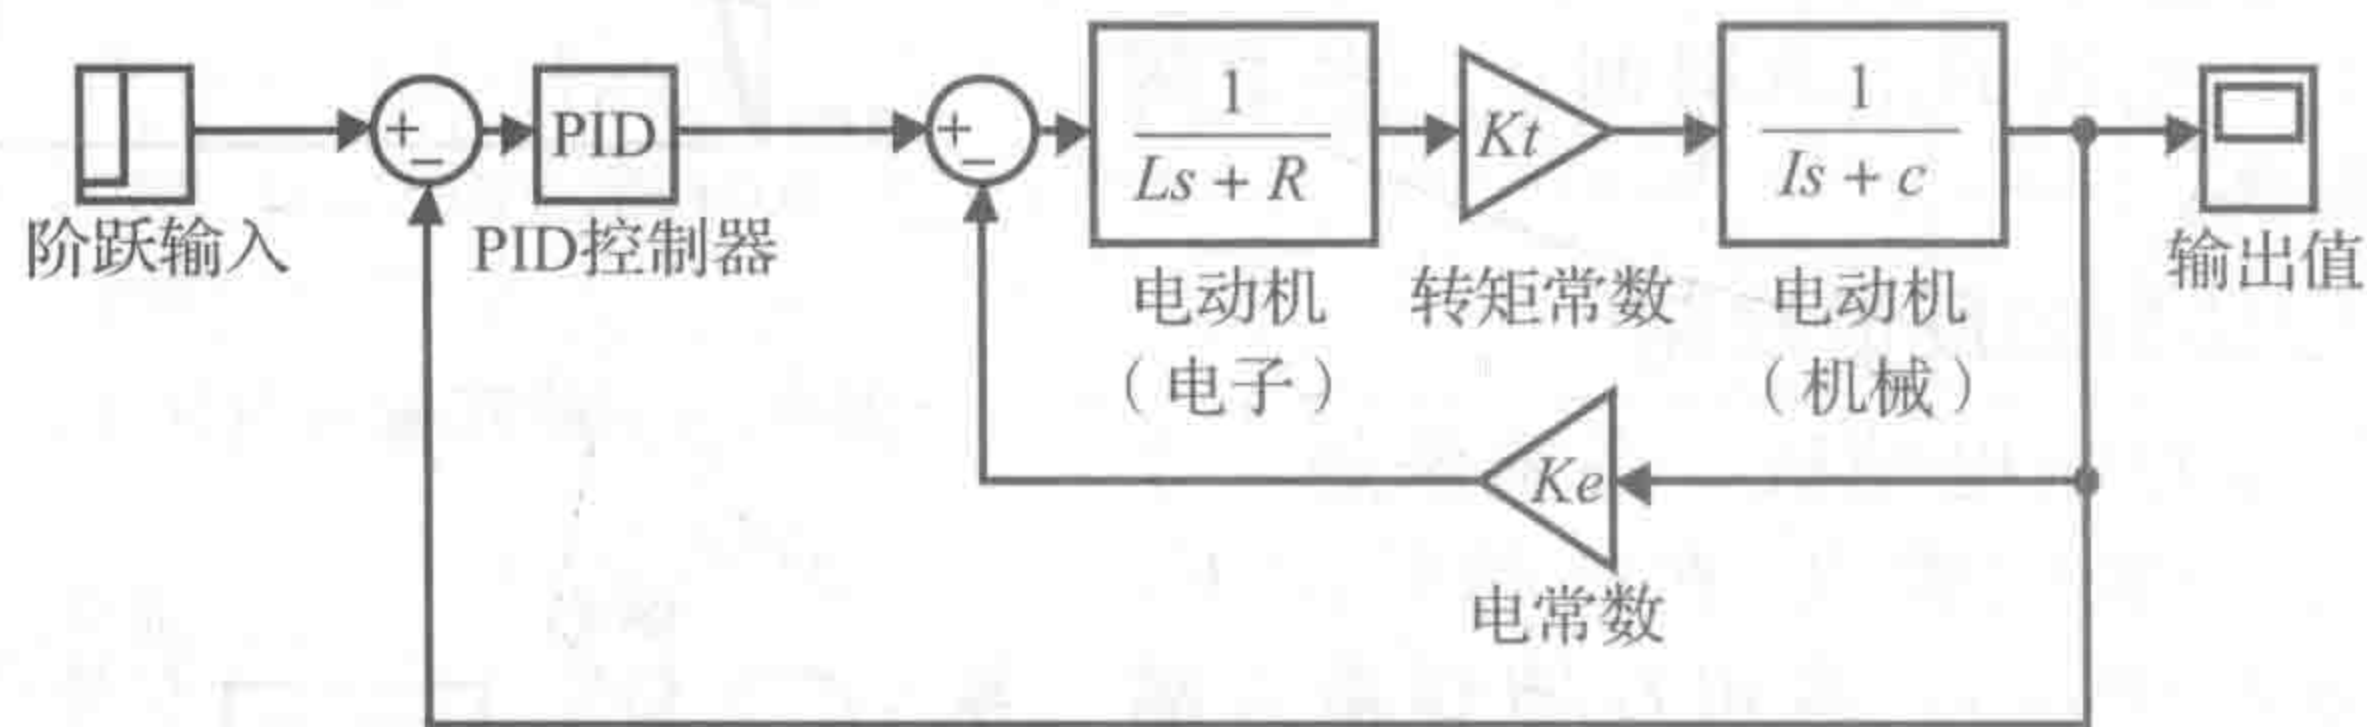 +
−
PID
+
−
1
Ls + R
Kt
1
Is + c
阶跃输入
PID控制器
电动机
（电子）
转矩常数
电动机
（机械）
输出值
Ke
电常数